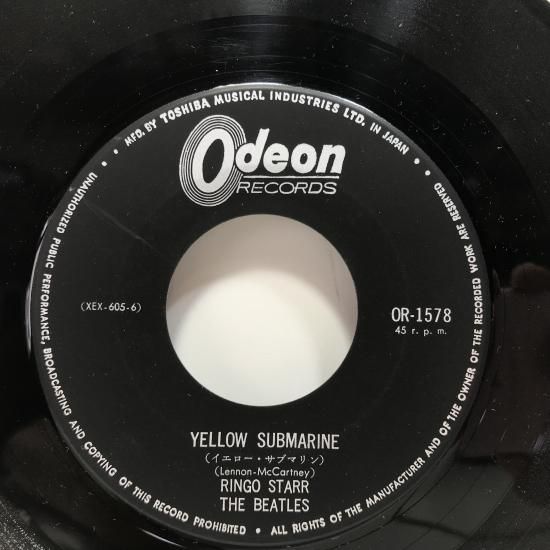 • • MFD. BY TOSHIBA MUSICAL INDUSTRIES LTD. IN JAPAN • •
Odeon
RECORDS
(XEX-605-6)
OR-1578
45 r. p. m.
YELLOW SUBMARINE
(イエロー・サブマリン)
(Lennon-McCartney)
RINGO STARR
THE BEATLES
UNAUTHORIZED PUBLIC PERFORMANCE, BROADCASTING AND COPYING OF THIS RECORD PROHIBITED • ALL RIGHTS OF THE MANUFACTURER AND OF THE OWNER OF THE RECORDED WORK ARE RESERVED